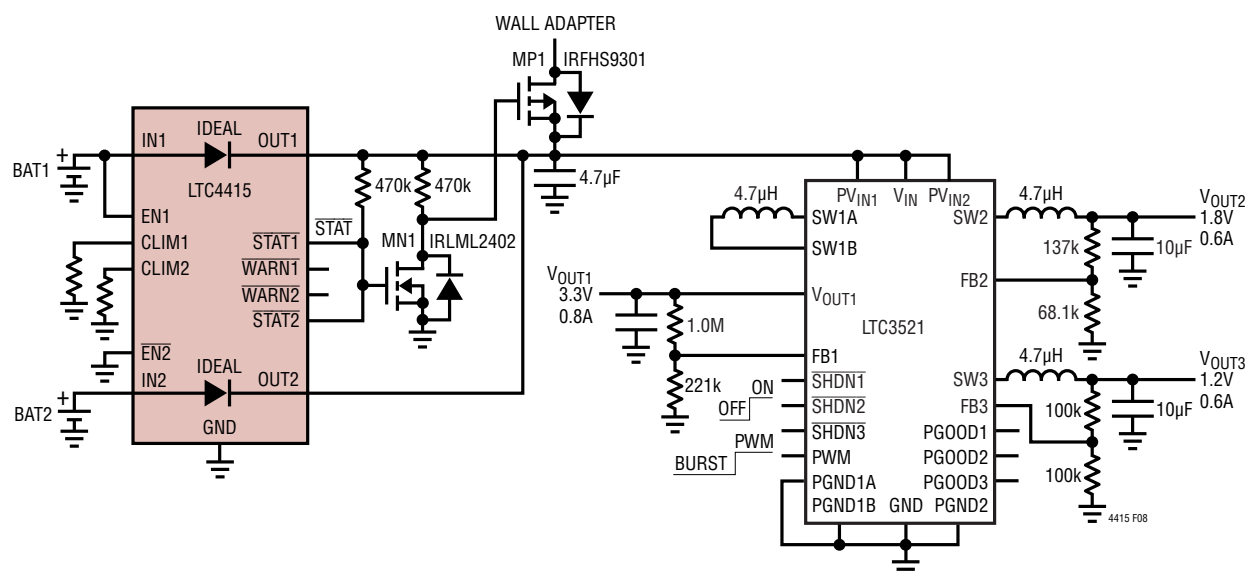 WALL ADAPTER
MP1 IRFHS9301
IDEAL
IN1 OUT1
BAT1 +
LTC4415
470k 470k
4.7µF
EN1
CLIM1
CLIM2
STAT
STAT1
WARN1
WARN2
STAT2
MN1 IRLML2402
EN2
IDEAL
IN2 OUT2
BAT2 +
GND
PVIN1 VIN PVIN2
4.7µH
SW1A
SW1B
VOUT1
3.3V
0.8A
VOUT1
1.0M
LTC3521
FB1
221k
SHDN1
ON
OFF
SHDN2
SHDN3
PWM
BURST
PWM
PGND1A
PGND1B GND PGND2
4.7µH
SW2
VOUT2
1.8V
0.6A
137k
10µF
FB2
68.1k
4.7µH
SW3
VOUT3
1.2V
0.6A
FB3
100k
10µF
PGOOD1
PGOOD2
PGOOD3
100k
4415 F08